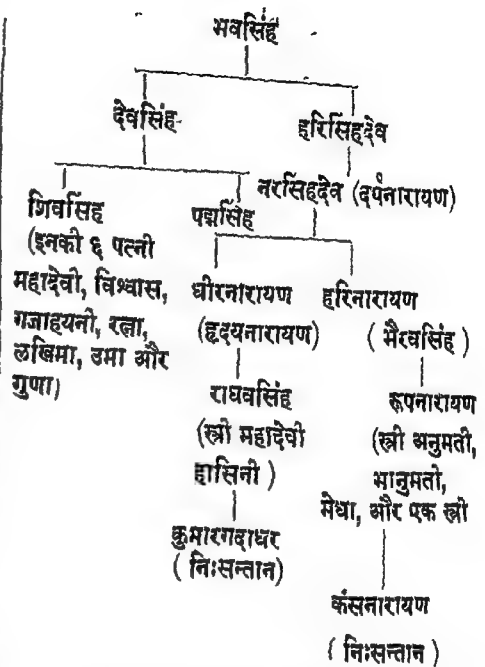 भवसिंह
देवसिंह
हरिसिंहदेव
नरसिंहदेव (दर्पनारायण)
शिवसिंह
(इनकी ६ पत्नी
महादेवी, विश्वास,
गजाहयनो, रत्ना,
लखिमा, उमा और
गुणा)
पद्मसिंह
धीरनारायण
(हृदयनारायण)
राघवसिंह
(स्त्री महादेवी
हासिनी)
कुमारगदाधर
(निःसन्तान)
हरिनारायण
(भैरवसिंह)
रूपनारायण
(स्त्री अनुमती,
भानुमतो,
मेधा, और एक स्त्री
कंसनारायण
(निःसन्तान)